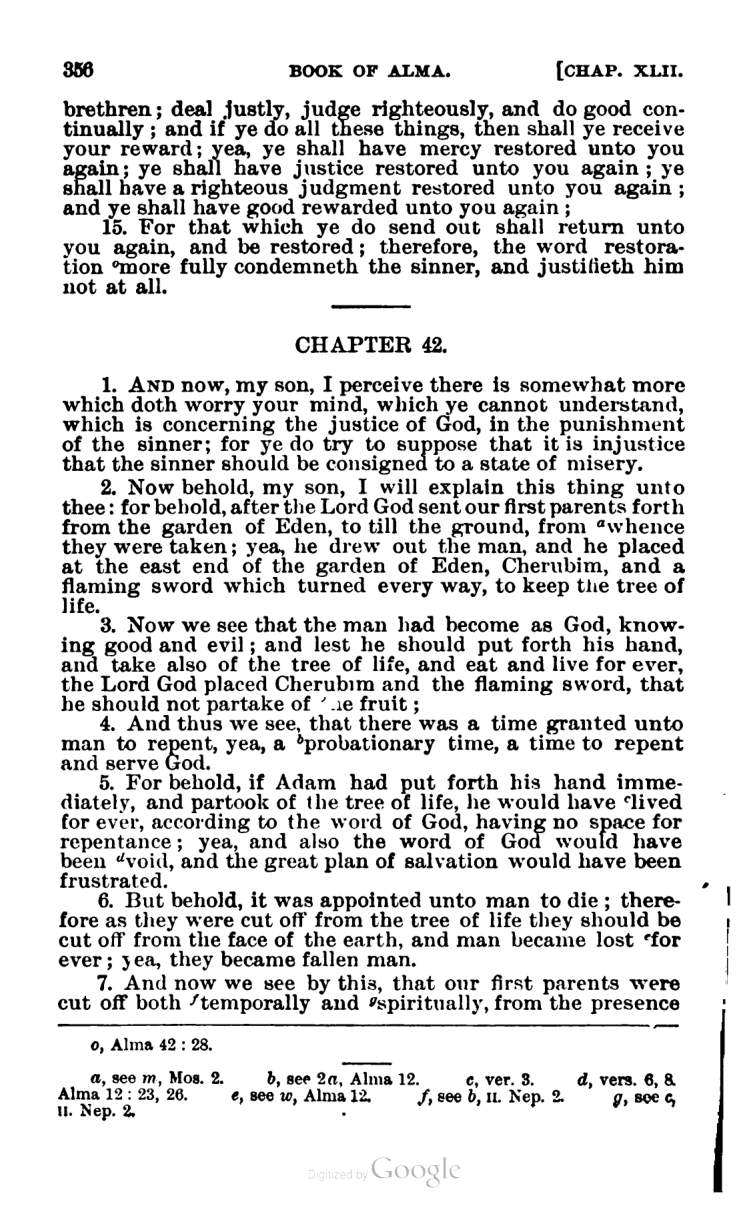 356 BOOK OF ALMA. [CHAP. XLII.
brethren; deal justly, judge righteously, and do good con-
tinually; and if ye do all these things, then shall ye receive
your reward; yea, ye shall have mercy restored unto you
again; ye shall have justice restored unto you again; ye
shall have a righteous judgment restored unto you again;
and ye shall have good rewarded unto you again;
15. For that which ye do send out shall return unto
you again, and be restored; therefore, the word restora-
tion ᵒmore fully condemneth the sinner, and justifieth him
not at all.
CHAPTER 42.
1. AND now, my son, I perceive there is somewhat more
which doth worry your mind, which ye cannot understand,
which is concerning the justice of God, in the punishment
of the sinner; for ye do try to suppose that it is injustice
that the sinner should be consigned to a state of misery.
2. Now behold, my son, I will explain this thing unto
thee: for behold, after the Lord God sent our first parents forth
from the garden of Eden, to till the ground, from ᵃwhence
they were taken; yea, he drew out the man, and he placed
at the east end of the garden of Eden, Cherubim, and a
flaming sword which turned every way, to keep the tree of
life.
3. Now we see that the man had become as God, know-
ing good and evil; and lest he should put forth his hand,
and take also of the tree of life, and eat and live for ever,
the Lord God placed Cherubim and the flaming sword, that
he should not partake of fruit;
4. And thus we see, that there was a time granted unto
man to repent, yea, a ᵇprobationary time, a time to repent
and serve God.
5. For behold, if Adam had put forth his hand imme-
diately, and partook of the tree of life, he would have ᶜlived
for ever, according to the word of God, having no space for
repentance; yea, and also the word of God would have
been ᵈvoid, and the great plan of salvation would have been
frustrated.
6. But behold, it was appointed unto man to die; there-
fore as they were cut off from the tree of life they should be
cut off from the face of the earth, and man became lost ᵉfor
ever; yea, they became fallen man.
7. And now we see by this, that our first parents were
cut off both ᶠtemporally and ᵍspiritually, from the presence
o, Alma 42 : 28.
a, see m, Mos. 2. b, see 2a, Alma 12. c, ver. 3. d, vers. 6, 8.
Alma 12 : 23, 26. e, see w, Alma 12. f, see b, II. Nep. 2. g, see c,
II. Nep. 2.
Digitized by Google